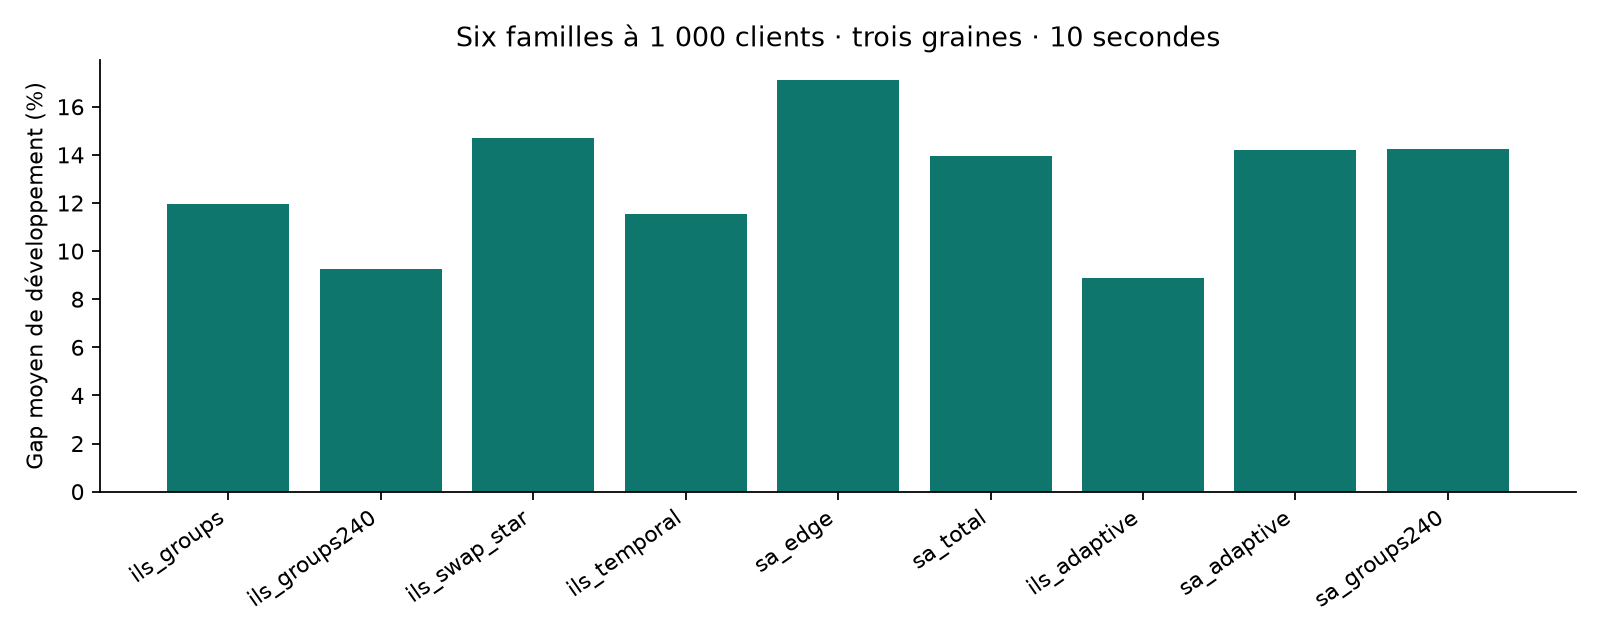 Six familles à 1 000 clients · trois graines · 10 secondes
Gap moyen de développement (%)
16
14
12
10
8
6
4
2
0
ils_groups
ils_groups240
ils_swap_star
ils_temporal
sa_edge
sa_total
ils_adaptive
sa_adaptive
sa_groups240